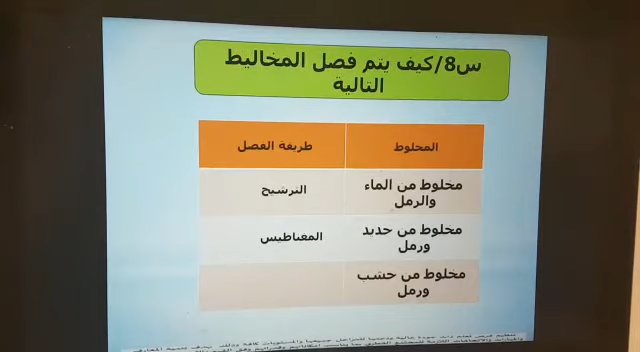 س8/كيف يتم فصل المخاليط
التالية
المخلوط طريقة الفصل
مخلوط من الماء
والرمل
الترشيح
مخلوط من حديد
ورمل
المغناطيس
مخلوط من خشب
ورمل